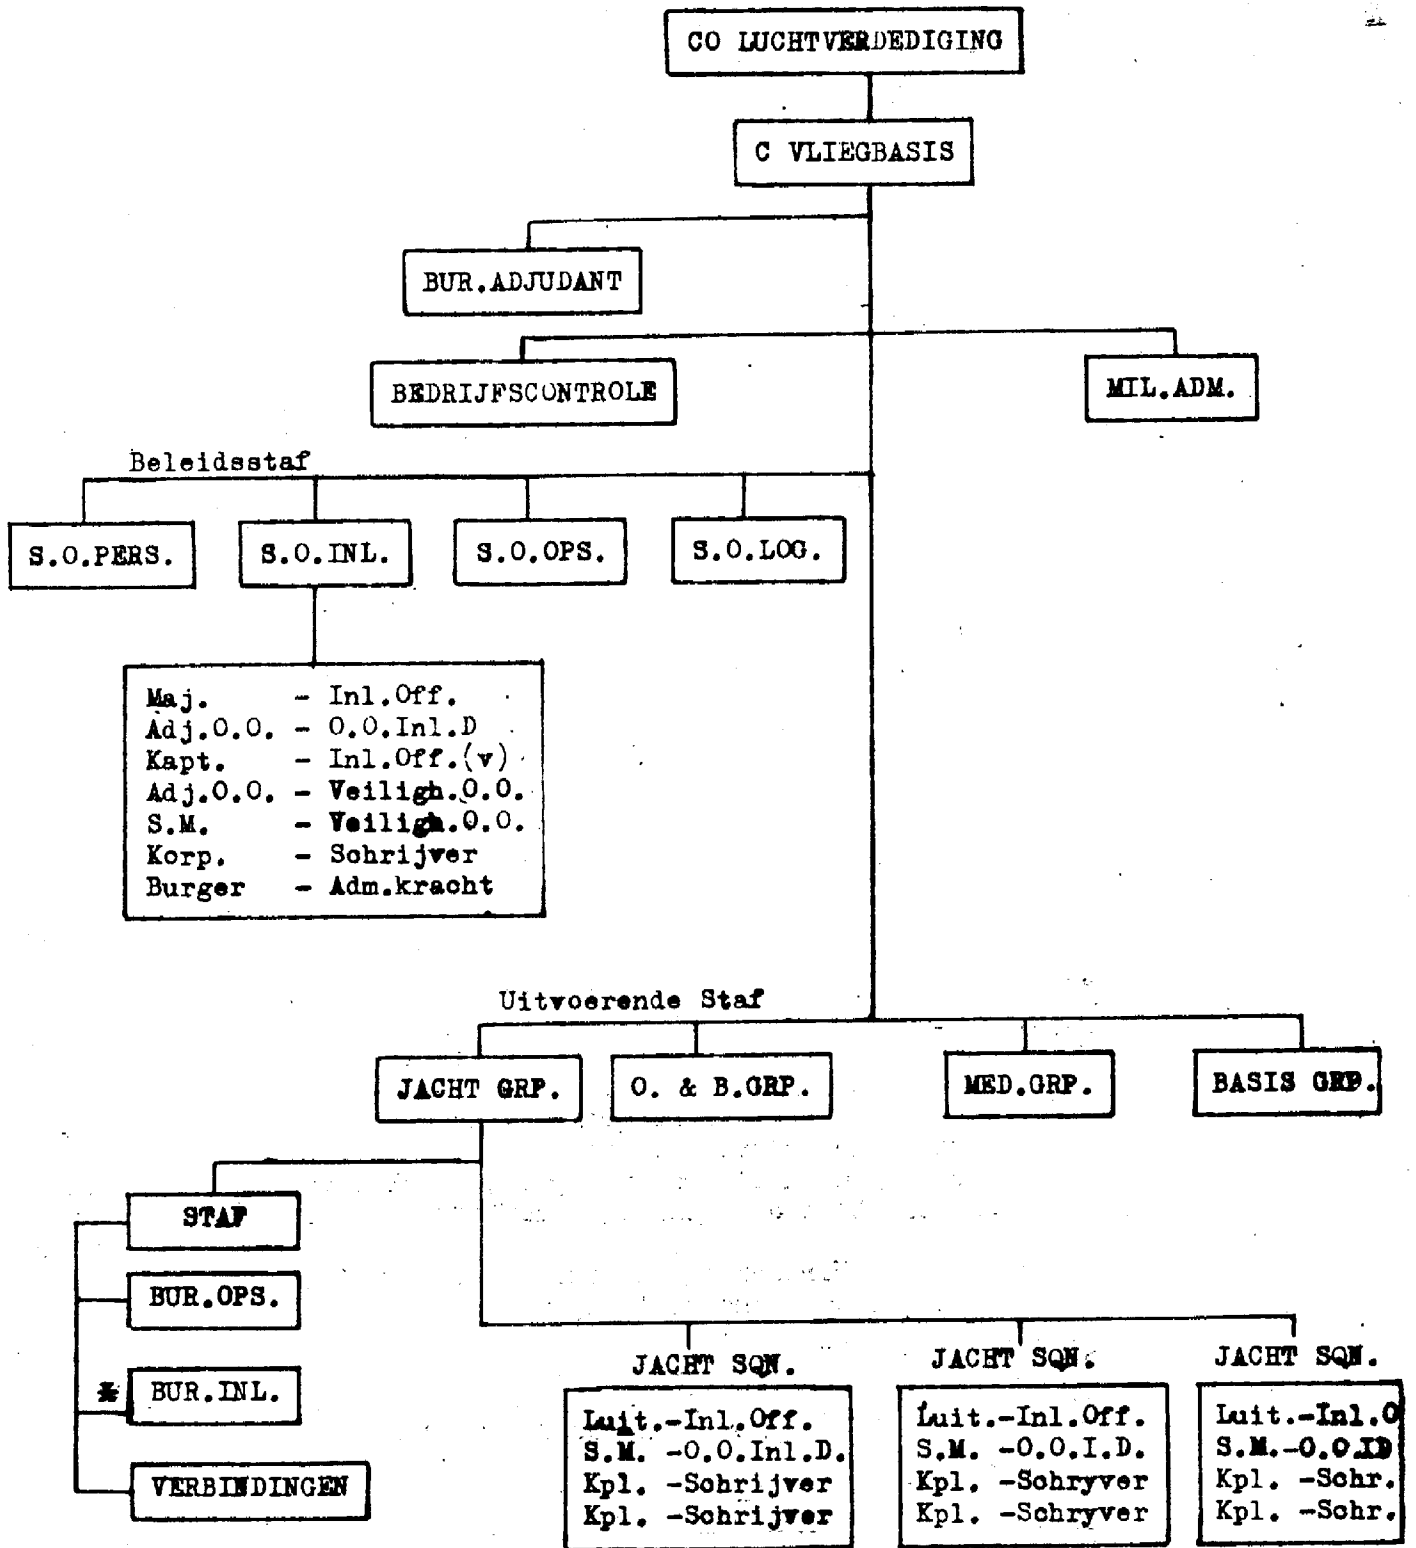 CO LUCHTVERDEDIGING
C VLIEGBASIS
BUR.ADJUDANT
BEDRIJFSCONTROLE
MIL.ADM.
Beleidsstaf
S.O.PERS.
S.O.INL.
S.O.OPS.
S.O.LOG.
Maj. - Inl.Off.
Adj.O.O. - O.O.Inl.D
Kapt. - Inl.Off.(v)
Adj.O.O. - Veiligh.O.O.
S.M. - Veiligh.O.O.
Korp. - Schrijver
Burger - Adm.kracht
Uitvoerende Staf
JACHT GRP.
O. & B.GRP.
MED.GRP.
BASIS GRP.
STAF
BUR.OPS.
* BUR.INL.
VERBINDINGEN
JACHT SQN.
Luit.-Inl.Off.
S.M. -O.O.Inl.D.
Kpl. -Schrijver
Kpl. -Schrijver
JACHT SQN.
Luit.-Inl.Off.
S.M. -O.O.I.D.
Kpl. -Schryver
Kpl. -Schryver
JACHT SQN.
Luit.-Inl.O
S.M.-O.O.ID
Kpl. -Schr.
Kpl. -Schr.